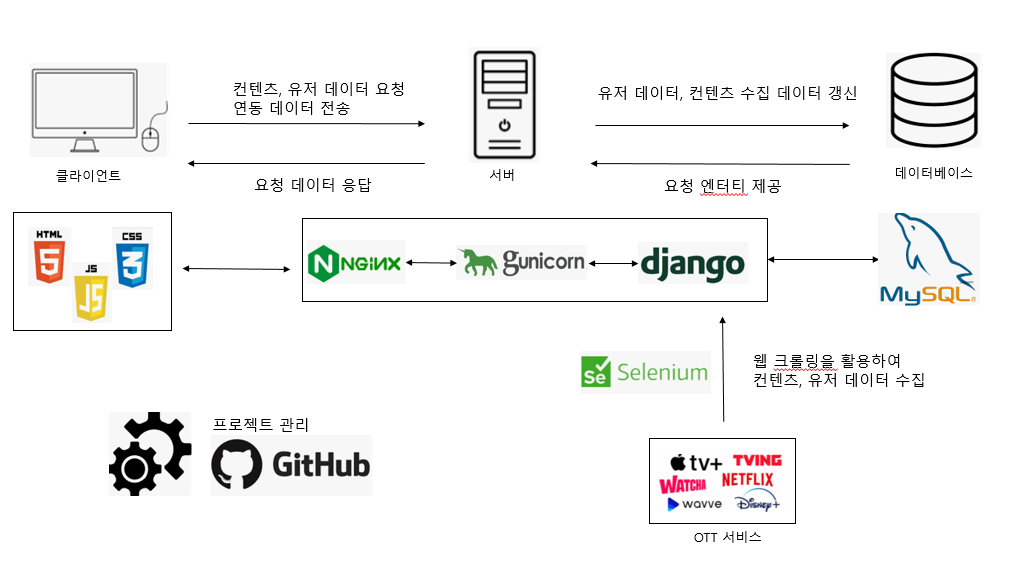 컨텐츠, 유저 데이터 요청
연동 데이터 전송
유저 데이터, 컨텐츠 수집 데이터 갱신
클라이언트
서버
데이터베이스
요청 데이터 응답
요청 엔터티 제공
HTML
5
CSS
3
JS
JS
NGINX
gunicorn
django
MySQL®
Se Selenium
웹 크롤링을 활용하여
컨텐츠, 유저 데이터 수집
프로젝트 관리
GitHub
tv+
TVING
WATCHA
NETFLIX
wavve
Disney+
OTT 서비스